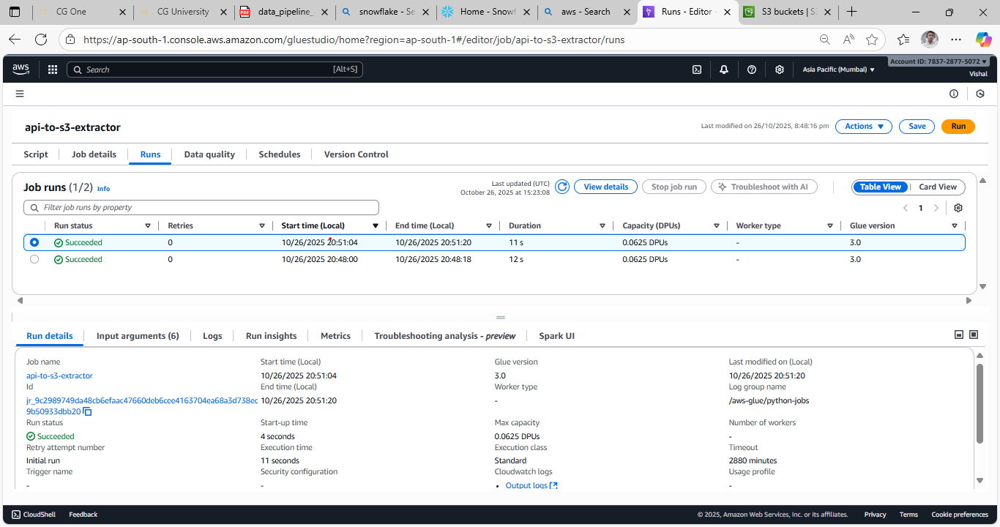 CG One
CG University
data_pipeline_
snowflake - Se
Home - Snowf
aws - Search
Runs - Editor -
S3 buckets | S3
https://ap-south-1.console.aws.amazon.com/gluestudio/home?region=ap-south-1#/editor/job/api-to-s3-extractor/runs
aws Search [Alt+S] Asia Pacific (Mumbai) Account ID: 7837-2877-5072
Vishal
api-to-s3-extractor
Last modified on 26/10/2025, 8:48:16 pm Actions Save Run
Script Job details Runs Data quality Schedules Version Control
Job runs (1/2) Info
Last updated (UTC)
October 26, 2025 at 15:23:08
View details Stop job run Troubleshoot with AI Table View Card View
Filter job runs by property 1
Run status Retries Start time (Local) End time (Local) Duration Capacity (DPUs) Worker type Glue version
Succeeded 0 10/26/2025 20:51:04 10/26/2025 20:51:20 11 s 0.0625 DPUs - 3.0
Succeeded 0 10/26/2025 20:48:00 10/26/2025 20:48:18 12 s 0.0625 DPUs - 3.0
Run details Input arguments (6) Logs Run insights Metrics Troubleshooting analysis - preview Spark UI
Job name Start time (Local) Glue version Last modified on (Local)
api-to-s3-extractor 10/26/2025 20:51:04 3.0 10/26/2025 20:51:20
Id End time (Local) Worker type Log group name
jr_9c2989749da48cb6efaac47660deb6cee4163704ea68a3d738ec 10/26/2025 20:51:20 - /aws-glue/python-jobs
9b50933dbb20
Run status Start-up time Max capacity Number of workers
Succeeded 4 seconds 0.0625 DPUs -
Retry attempt number Execution time Execution class Timeout
Initial run 11 seconds Standard 2880 minutes
Trigger name Security configuration Cloudwatch logs Usage profile
- - • Output logs -
CloudShell Feedback © 2025, Amazon Web Services, Inc. or its affiliates. Privacy Terms Cookie preferences